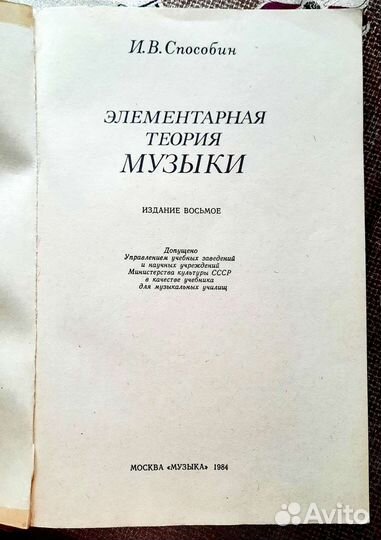 И. В. Способин
ЭЛЕМЕНТАРНАЯ
ТЕОРИЯ
МУЗЫКИ
ИЗДАНИЕ ВОСЬМОЕ
Допущено
Управлением учебных заведений
и научных учреждений
Министерства культуры СССР
в качестве учебника
для музыкальных училищ
МОСКВА «МУЗЫКА» 1984
Avito